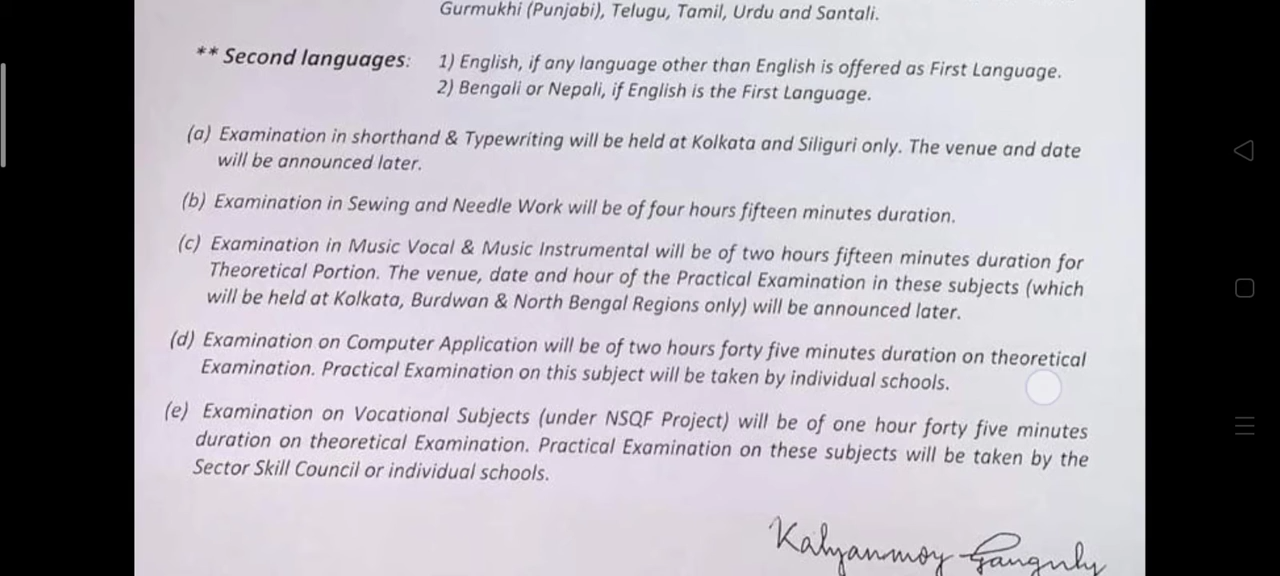 Gurmukhi (Punjabi), Telugu, Tamil, Urdu and Santali.
** Second languages: 1) English, if any language other than English is offered as First Language.
2) Bengali or Nepali, if English is the First Language.
(a) Examination in shorthand & Typewriting will be held at Kolkata and Siliguri only. The venue and date
will be announced later.
(b) Examination in Sewing and Needle Work will be of four hours fifteen minutes duration.
(c) Examination in Music Vocal & Music Instrumental will be of two hours fifteen minutes duration for
Theoretical Portion. The venue, date and hour of the Practical Examination in these subjects (which
will be held at Kolkata, Burdwan & North Bengal Regions only) will be announced later.
(d) Examination on Computer Application will be of two hours forty five minutes duration on theoretical
Examination. Practical Examination on this subject will be taken by individual schools.
(e) Examination on Vocational Subjects (under NSQF Project) will be of one hour forty five minutes
duration on theoretical Examination. Practical Examination on these subjects will be taken by the
Sector Skill Council or individual schools.
Kalyanmoy Ganguly